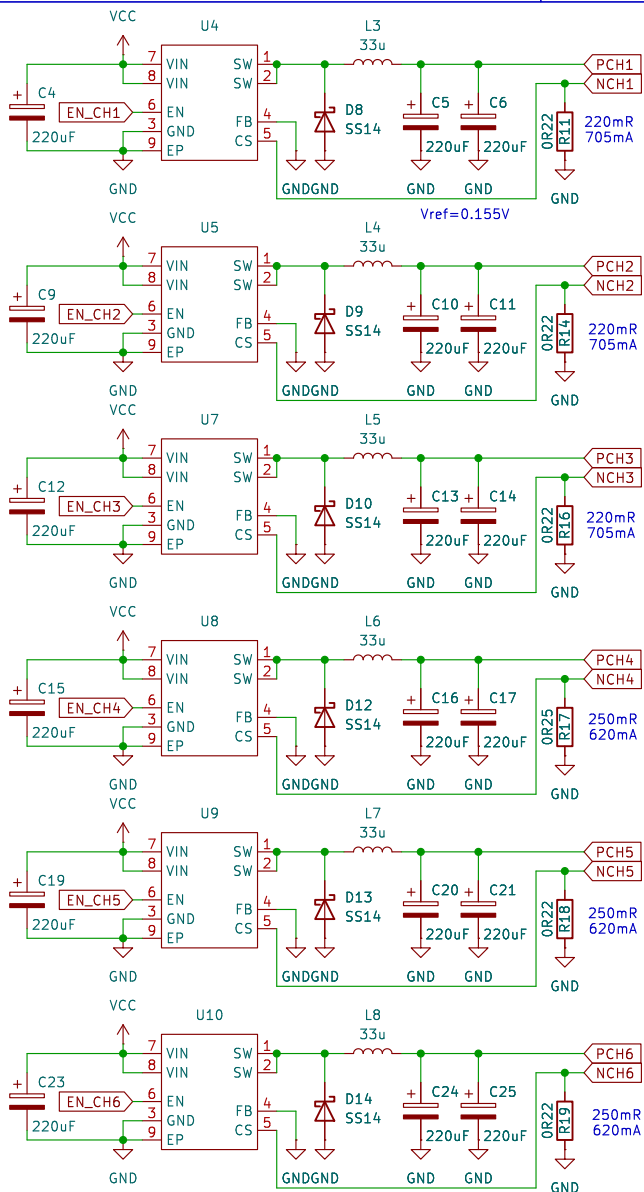 VCC
U4
L3
33u
7 VIN SW 1 PCH1
8 VIN SW 2 NCH1
C4
220uF
EN_CH1 6 EN
3 GND FB 4
9 EP CS 5
D8
SS14
+ C5 + C6
220uF 220uF
0R22 R11 220mR
705mA
GND GNDGND GND GND GND
Vref=0.155V
VCC
U5
L4
33u
7 VIN SW 1 PCH2
8 VIN SW 2 NCH2
C9
220uF
EN_CH2 6 EN
3 GND FB 4
9 EP CS 5
D9
SS14
+ C10 + C11
220uF 220uF
0R22 R14 220mR
705mA
GND GNDGND GND GND GND
VCC
U7
L5
33u
7 VIN SW 1 PCH3
8 VIN SW 2 NCH3
C12
220uF
EN_CH3 6 EN
3 GND FB 4
9 EP CS 5
D10
SS14
+ C13 + C14
220uF 220uF
0R22 R16 220mR
705mA
GND GNDGND GND GND GND
VCC
U8
L6
33u
7 VIN SW 1 PCH4
8 VIN SW 2 NCH4
C15
220uF
EN_CH4 6 EN
3 GND FB 4
9 EP CS 5
D12
SS14
+ C16 + C17
220uF 220uF
0R25 R17 250mR
620mA
GND GNDGND GND GND GND
VCC
U9
L7
33u
7 VIN SW 1 PCH5
8 VIN SW 2 NCH5
C19
220uF
EN_CH5 6 EN
3 GND FB 4
9 EP CS 5
D13
SS14
+ C20 + C21
220uF 220uF
0R22 R18 250mR
620mA
GND GNDGND GND GND GND
VCC
U10
L8
33u
7 VIN SW 1 PCH6
8 VIN SW 2 NCH6
C23
220uF
EN_CH6 6 EN
3 GND FB 4
9 EP CS 5
D14
SS14
+ C24 + C25
220uF 220uF
0R22 R19 250mR
620mA
GND GNDGND GND GND GND